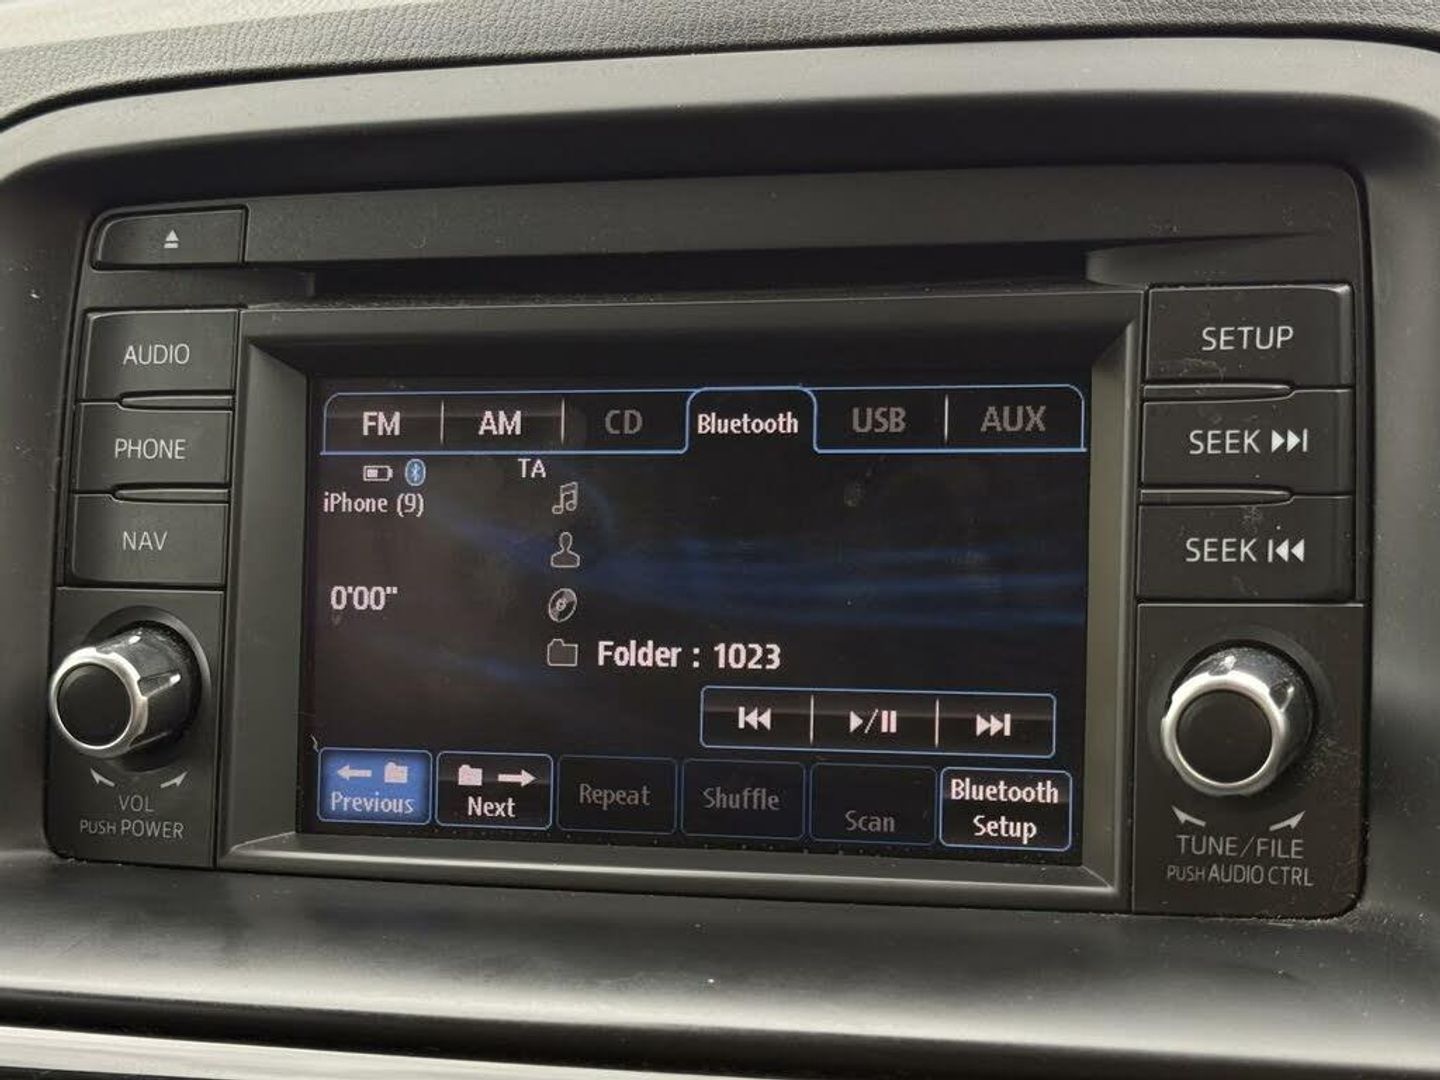 AUDIO
PHONE
NAV
VOL
PUSH POWER
FM AM CD Bluetooth USB AUX
TA
iPhone (9)
0'00"
Folder : 1023
Previous
Next
Repeat
Shuffle
Scan
Bluetooth
Setup
SETUP
SEEK
SEEK
TUNE/FILE
PUSH AUDIO CTRL